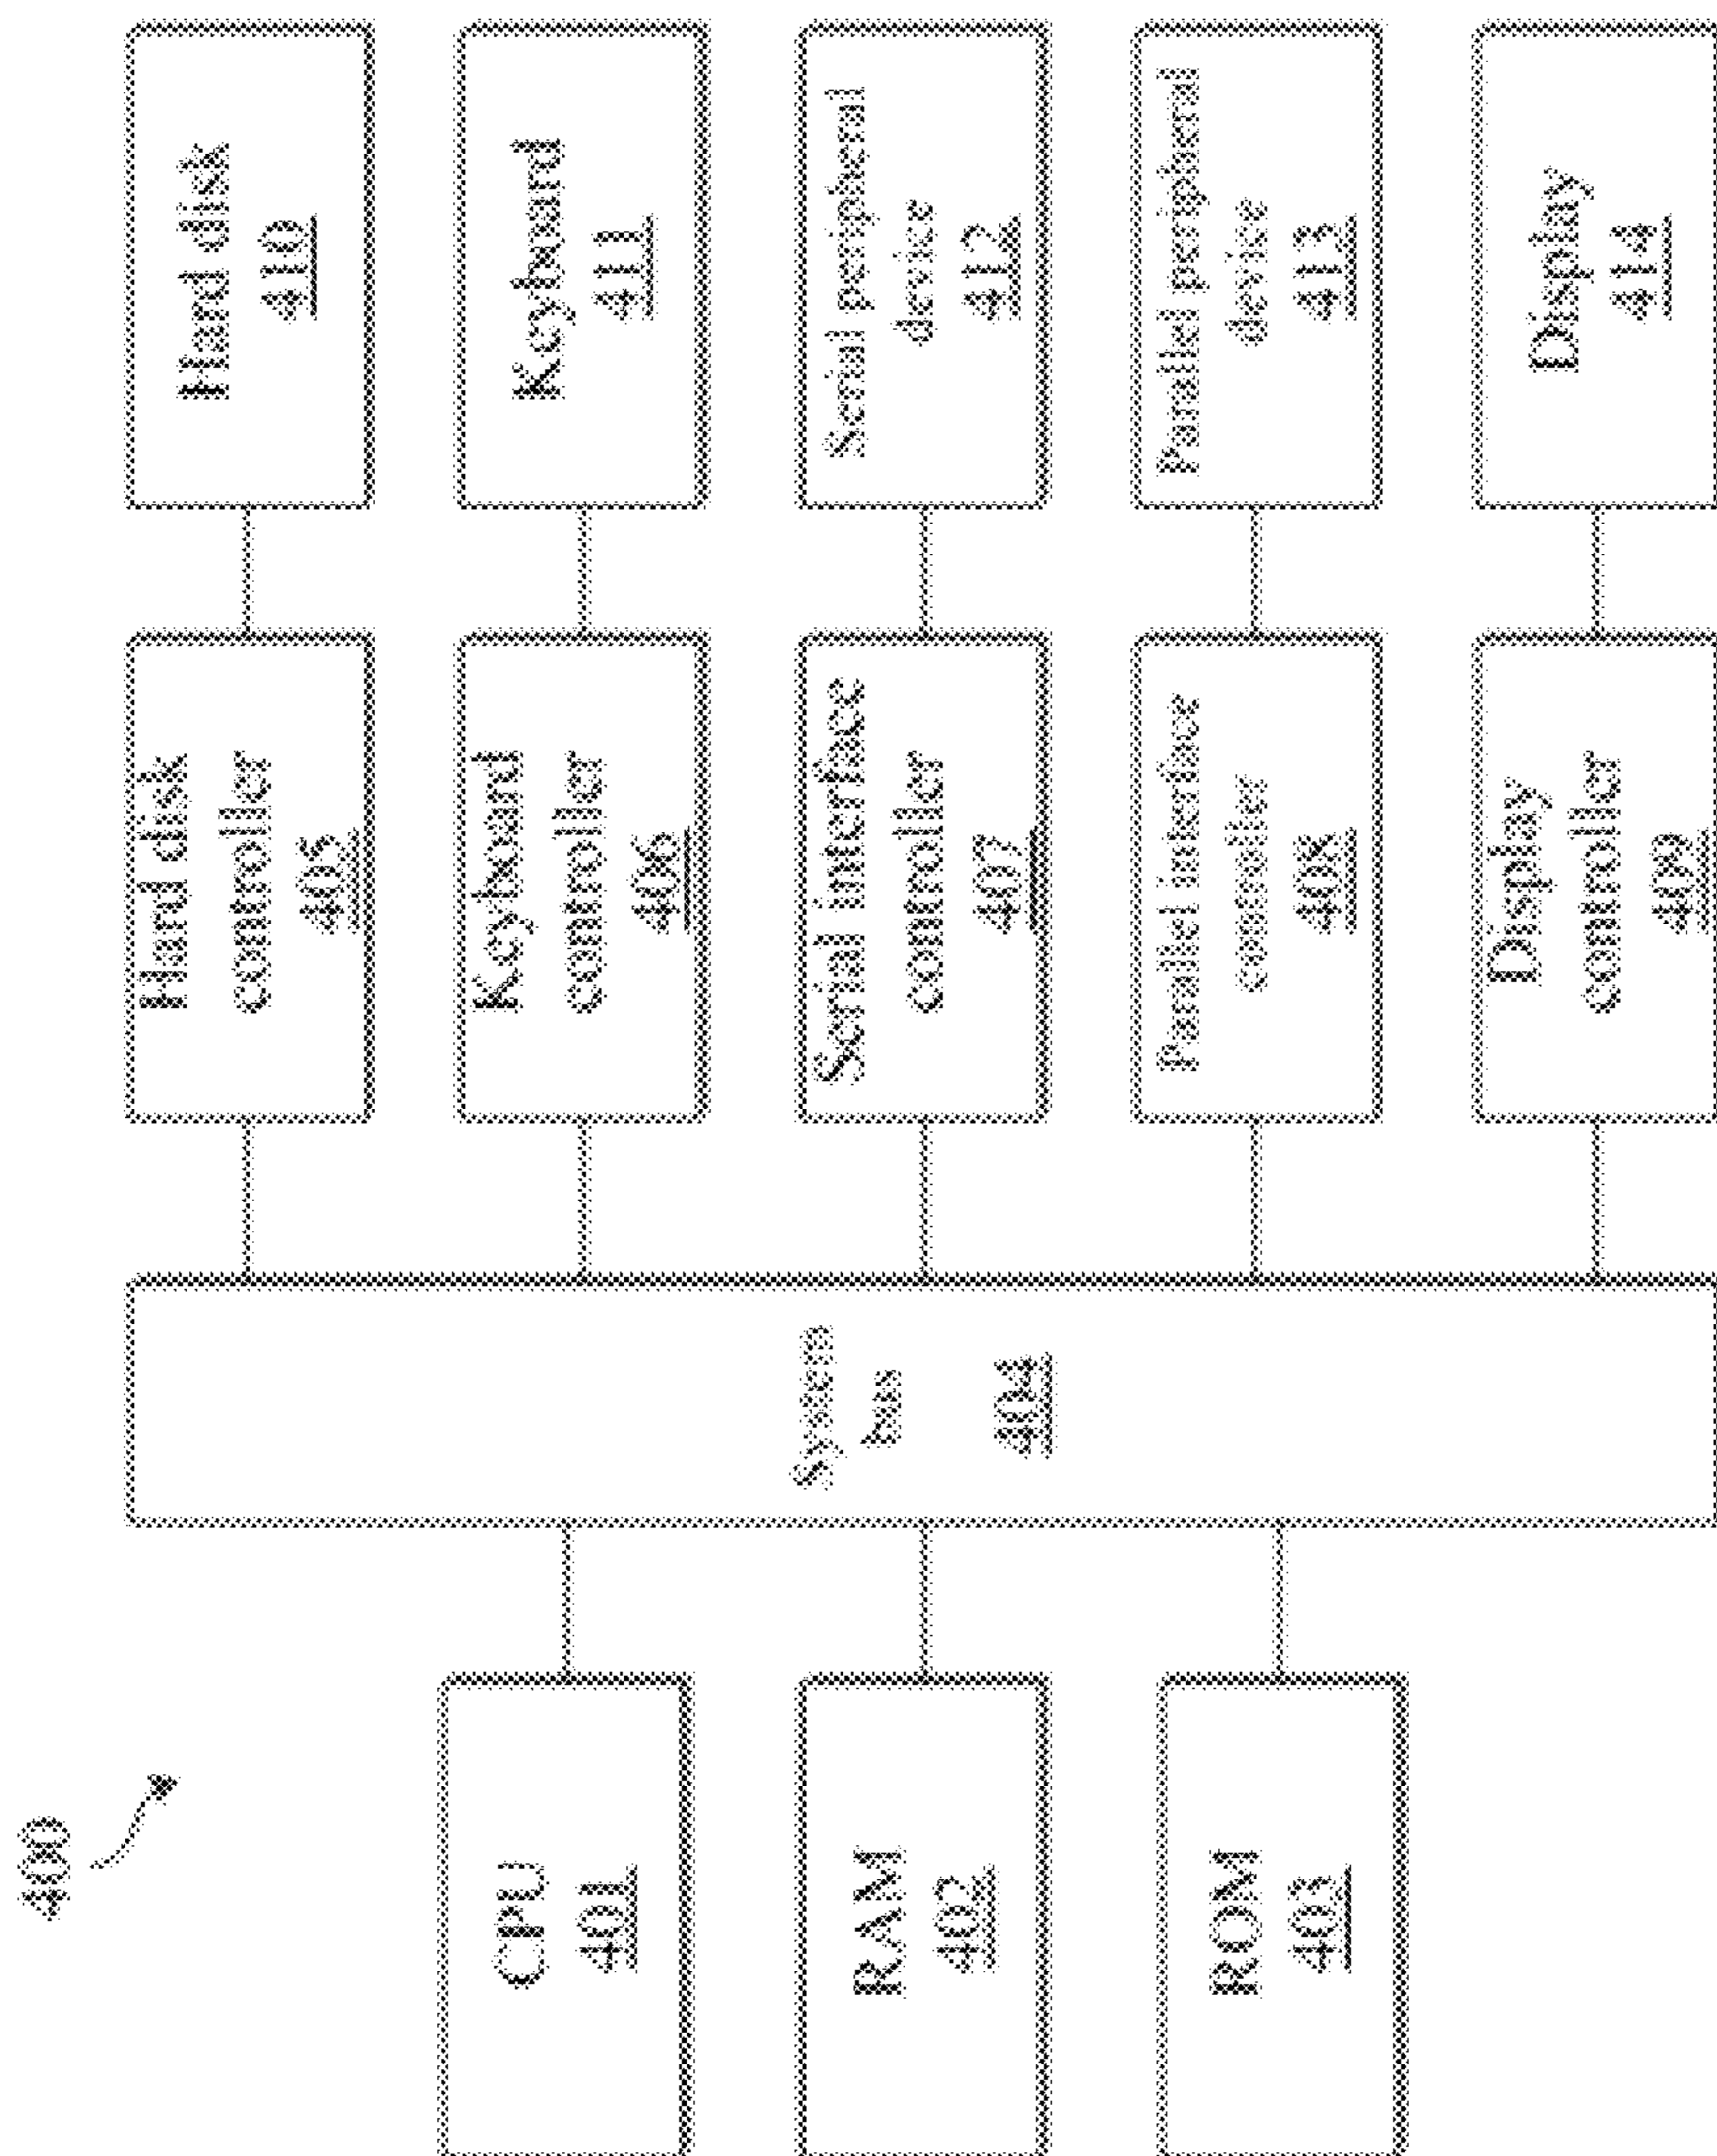 400
CPU
401
RAM
402
ROM
403
System
bus
404
Hard disk
controller
405
Keyboard
controller
406
Serial interface
controller
407
Parallel interface
controller
408
Display
controller
409
Hard disk
410
Keyboard
411
Serial peripheral
device
412
Parallel peripheral
device
413
Display
414